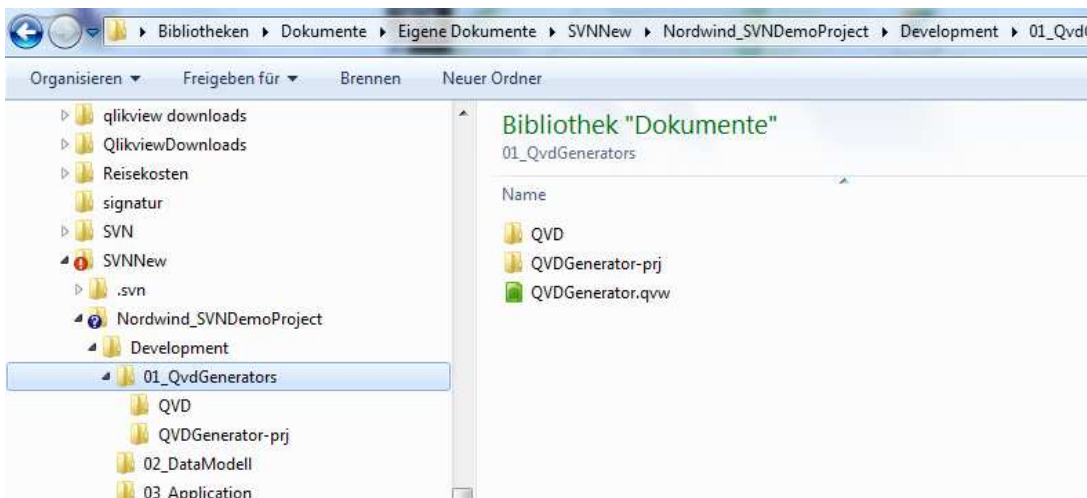 Bibliotheken ▸ Dokumente ▸ Eigene Dokumente ▸ SVNNew ▸ Nordwind_SVNDemoProject ▸ Development ▸ 01_Qvd
Organisieren Freigeben für Brennen Neuer Ordner
qlikview downloads
QlikviewDownloads
Reisekosten
signatur
SVN
SVNNew
.svn
Nordwind_SVNDemoProject
Development
01_QvdGenerators
QVD
QVDGenerator-prj
02_DataModell
03_Application
Bibliothek "Dokumente"
01_QvdGenerators
Name
QVD
QVDGenerator-prj
QVDGenerator.qvw